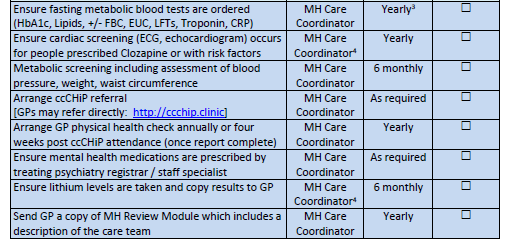 Ensure fasting metabolic blood tests are ordered
(HbA1c, Lipids, +/- FBC, EUC, LFTs, Troponin, CRP)
MH Care
Coordinator
Yearly³
☐
Ensure cardiac screening (ECG, echocardiogram) occurs
for people prescribed Clozapine or with risk factors
MH Care
Coordinator⁴
Yearly
☐
Metabolic screening including assessment of blood
pressure, weight, waist circumference
MH Care
Coordinator
6 monthly
☐
Arrange ccCHiP referral
[GPs may refer directly: http://ccchip.clinic]
MH Care
Coordinator
As required
☐
Arrange GP physical health check annually or four
weeks post ccCHiP attendance (once report complete)
MH Care
Coordinator
Yearly
☐
Ensure mental health medications are prescribed by
treating psychiatry registrar / staff specialist
MH Care
Coordinator
As required
☐
Ensure lithium levels are taken and copy results to GP
MH Care
Coordinator⁴
6 monthly
☐
Send GP a copy of MH Review Module which includes a
description of the care team
MH Care
Coordinator
Yearly
☐